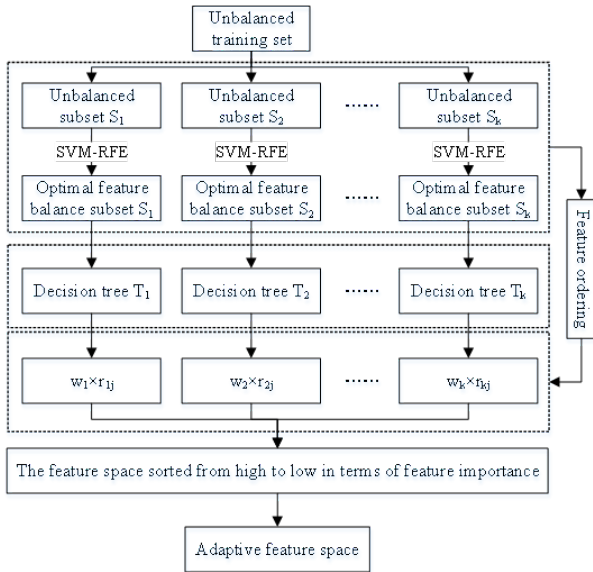 Unbalanced
training set
Unbalanced
subset S₁
Unbalanced
subset S₂
......
Unbalanced
subset Sₖ
SVM-RFE
SVM-RFE
SVM-RFE
Optimal feature
balance subset S₁
Optimal feature
balance subset S₂
......
Optimal feature
balance subset Sₖ
Feature ordering
Decision tree T₁
Decision tree T₂
......
Decision tree Tₖ
w₁×r₁ⱼ
w₂×r₂ⱼ
......
wₖ×rₖⱼ
The feature space sorted from high to low in terms of feature importance
Adaptive feature space